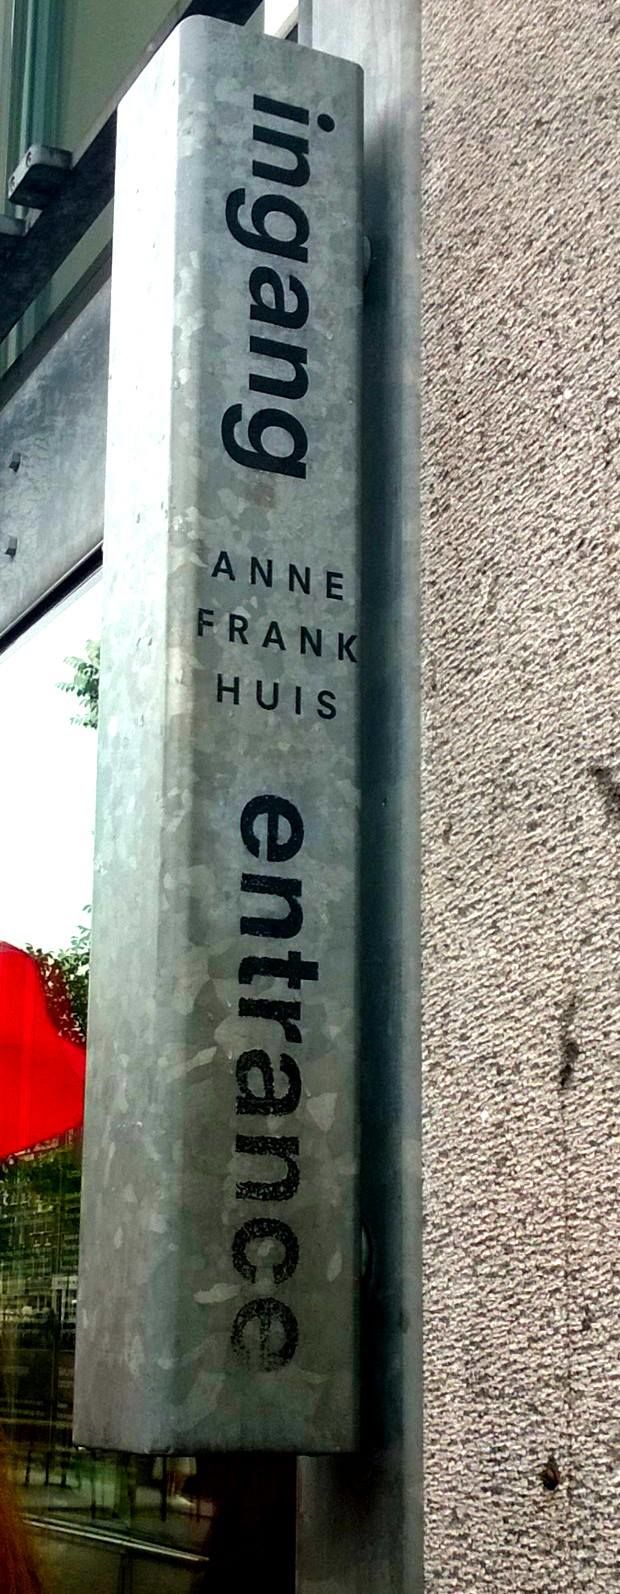 ingang
ANNE
FRANK
HUIS
entrance